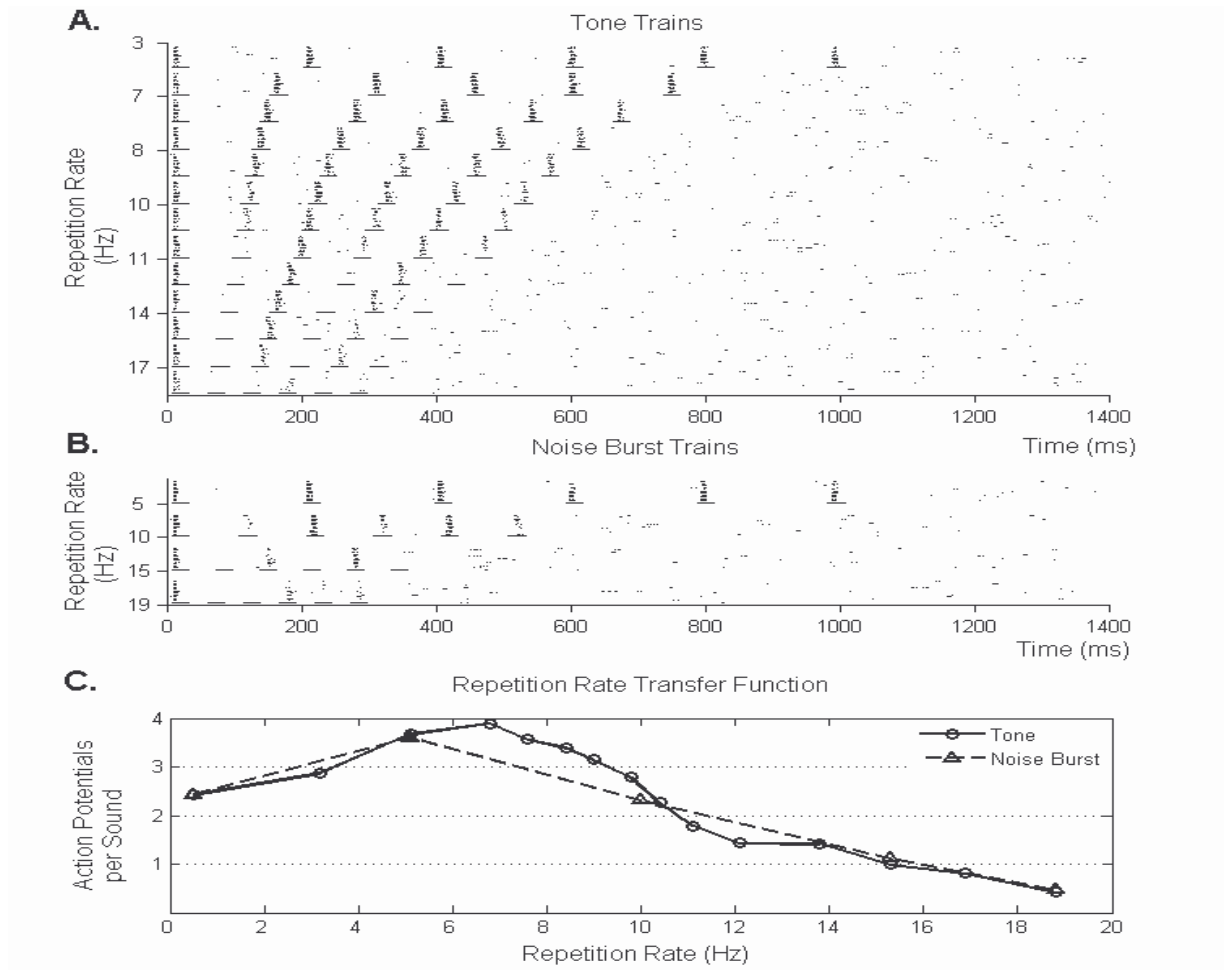 A.
Tone Trains
Repetition Rate
(Hz)
3
7
8
10
11
14
17
0 200 400 600 800 1000 1200 1400
Time (ms)
B.
Noise Burst Trains
Repetition Rate
(Hz)
5
10
15
19
0 200 400 600 800 1000 1200 1400
Time (ms)
C.
Repetition Rate Transfer Function
Action Potentials
per Sound
4
3
2
1
Tone
Noise Burst
0 2 4 6 8 10 12 14 16 18 20
Repetition Rate (Hz)